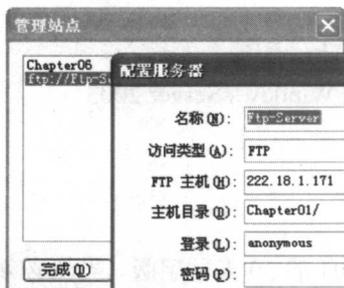 管理站点
Chapter06
ftp://Ftp-S
配置服务器
名称(N): Ftp-Server
访问类型(A): FTP
FTP 主机(H): 222.18.1.171
主机目录(D): Chapter01/
登录(L): anonymous
密码(P):
完成(D)